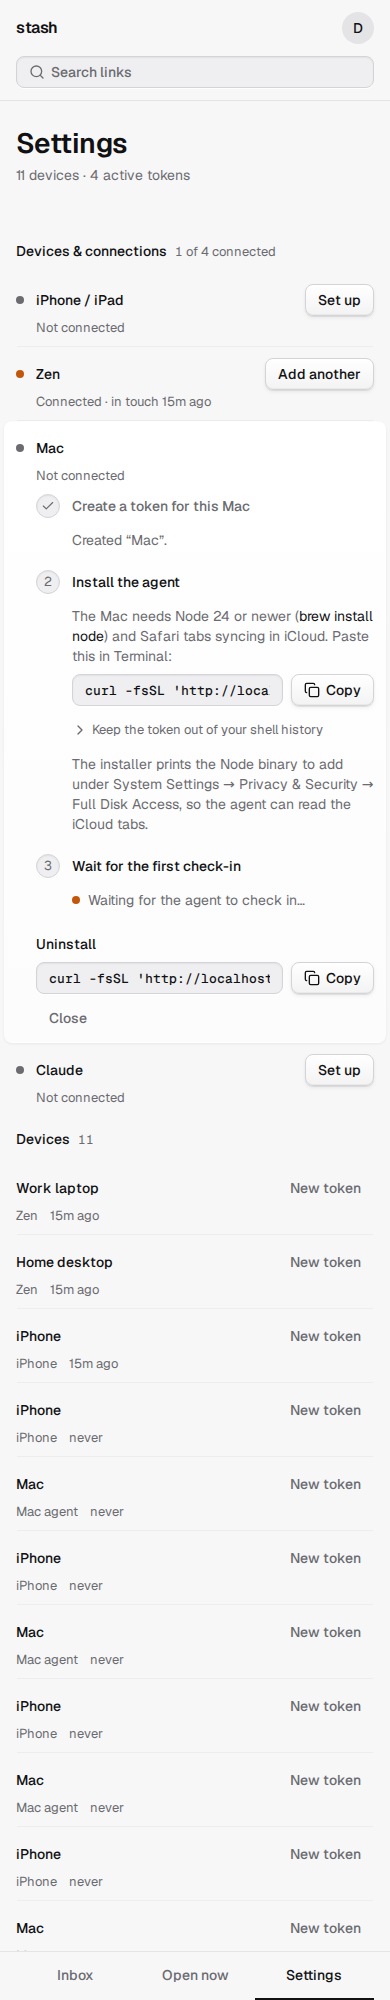 stash
D
Search links
Settings
11 devices · 4 active tokens
Devices & connections 1 of 4 connected
iPhone / iPad
Set up
Not connected
Zen
Add another
Connected · in touch 15m ago
Mac
Not connected
Create a token for this Mac
Created “Mac”.
2 Install the agent
The Mac needs Node 24 or newer (brew install
node) and Safari tabs syncing in iCloud. Paste
this in Terminal:
curl -fsSL 'http://loca
Copy
Keep the token out of your shell history
The installer prints the Node binary to add
under System Settings → Privacy & Security →
Full Disk Access, so the agent can read the
iCloud tabs.
3 Wait for the first check-in
Waiting for the agent to check in…
Uninstall
curl -fsSL 'http://localhost
Copy
Close
Claude
Set up
Not connected
Devices 11
Work laptop
New token
Zen 15m ago
Home desktop
New token
Zen 15m ago
iPhone
New token
iPhone 15m ago
iPhone
New token
iPhone never
Mac
New token
Mac agent never
iPhone
New token
iPhone never
Mac
New token
Mac agent never
iPhone
New token
iPhone never
Mac
New token
Mac agent never
iPhone
New token
iPhone never
Mac
New token
Inbox
Open now
Settings